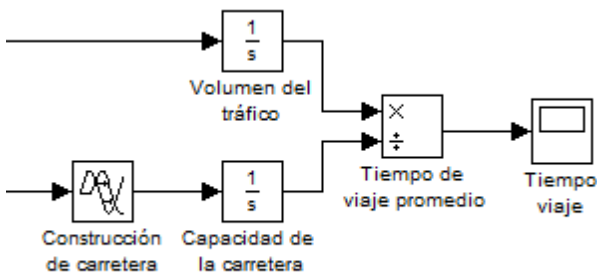 1
s
Volumen del
tráfico
×
÷
Tiempo de
viaje promedio
Tiempo
viaje
Construcción
de carretera
1
s
Capacidad de
la carretera